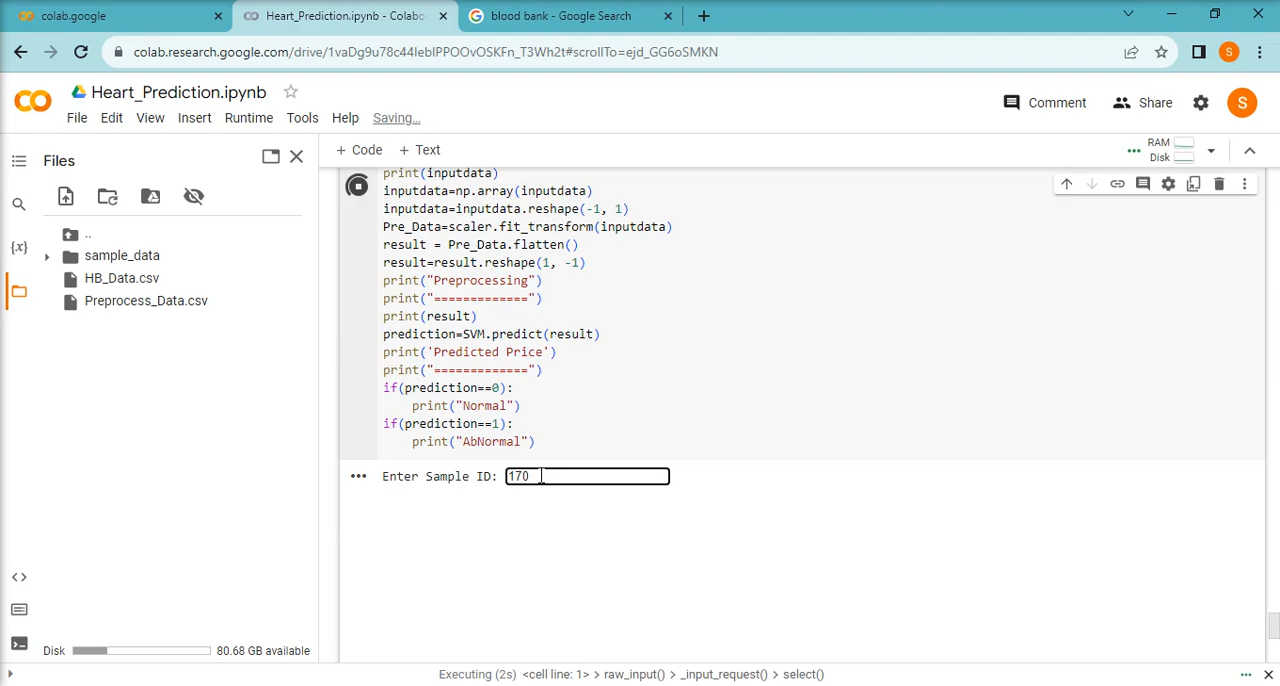 colab.google
Heart_Prediction.ipynb - Colabo
blood bank - Google Search
colab.research.google.com/drive/1vaDg9u78c44IebIPPOOvOSKFn_T3Wh2t#scrollTo=ejd_GG6oSMKN
S
Heart_Prediction.ipynb
Comment
Share
S
File Edit View Insert Runtime Tools Help Saving...
Files
+ Code + Text
RAM
Disk
{x}
..
sample_data
HB_Data.csv
Preprocess_Data.csv
print(inputdata)
inputdata=np.array(inputdata)
inputdata=inputdata.reshape(-1, 1)
Pre_Data=scaler.fit_transform(inputdata)
result = Pre_Data.flatten()
result=result.reshape(1, -1)
print("Preprocessing")
print("=============")
print(result)
prediction=SVM.predict(result)
print('Predicted Price')
print("=============")
if(prediction==0):
print("Normal")
if(prediction==1):
print("AbNormal")
Enter Sample ID: 170
Disk 80.68 GB available
Executing (2s) <cell line: 1> > raw_input() > _input_request() > select()